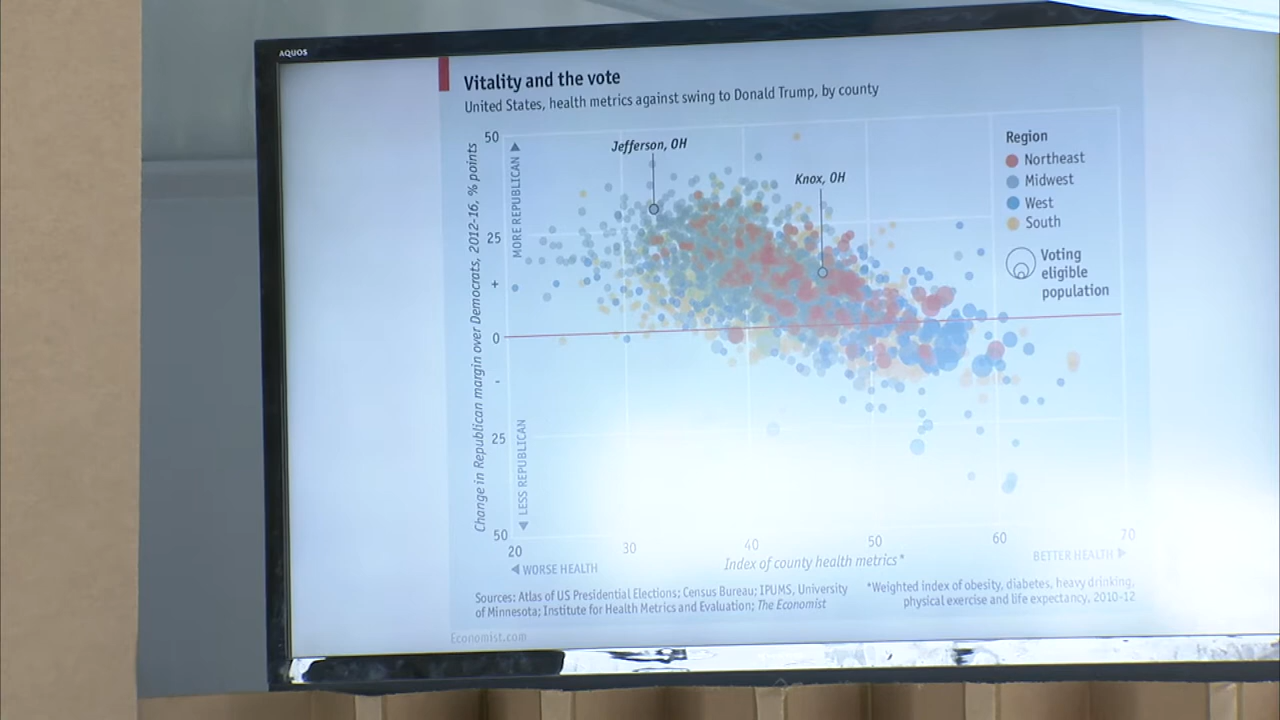 AQUOS
Vitality and the vote
United States, health metrics against swing to Donald Trump, by county
Change in Republican margin over Democrats, 2012-16, % points
50
MORE REPUBLICAN
25
+
0
-
25
LESS REPUBLICAN
50
Jefferson, OH
Knox, OH
Region
Northeast
Midwest
West
South
Voting
eligible
population
20
30
40
50
60
70
WORSE HEALTH
Index of county health metrics*
BETTER HEALTH
Sources: Atlas of US Presidential Elections; Census Bureau; IPUMS, University
of Minnesota; Institute for Health Metrics and Evaluation; The Economist
*Weighted index of obesity, diabetes, heavy drinking,
physical exercise and life expectancy, 2010-12
Economist.com